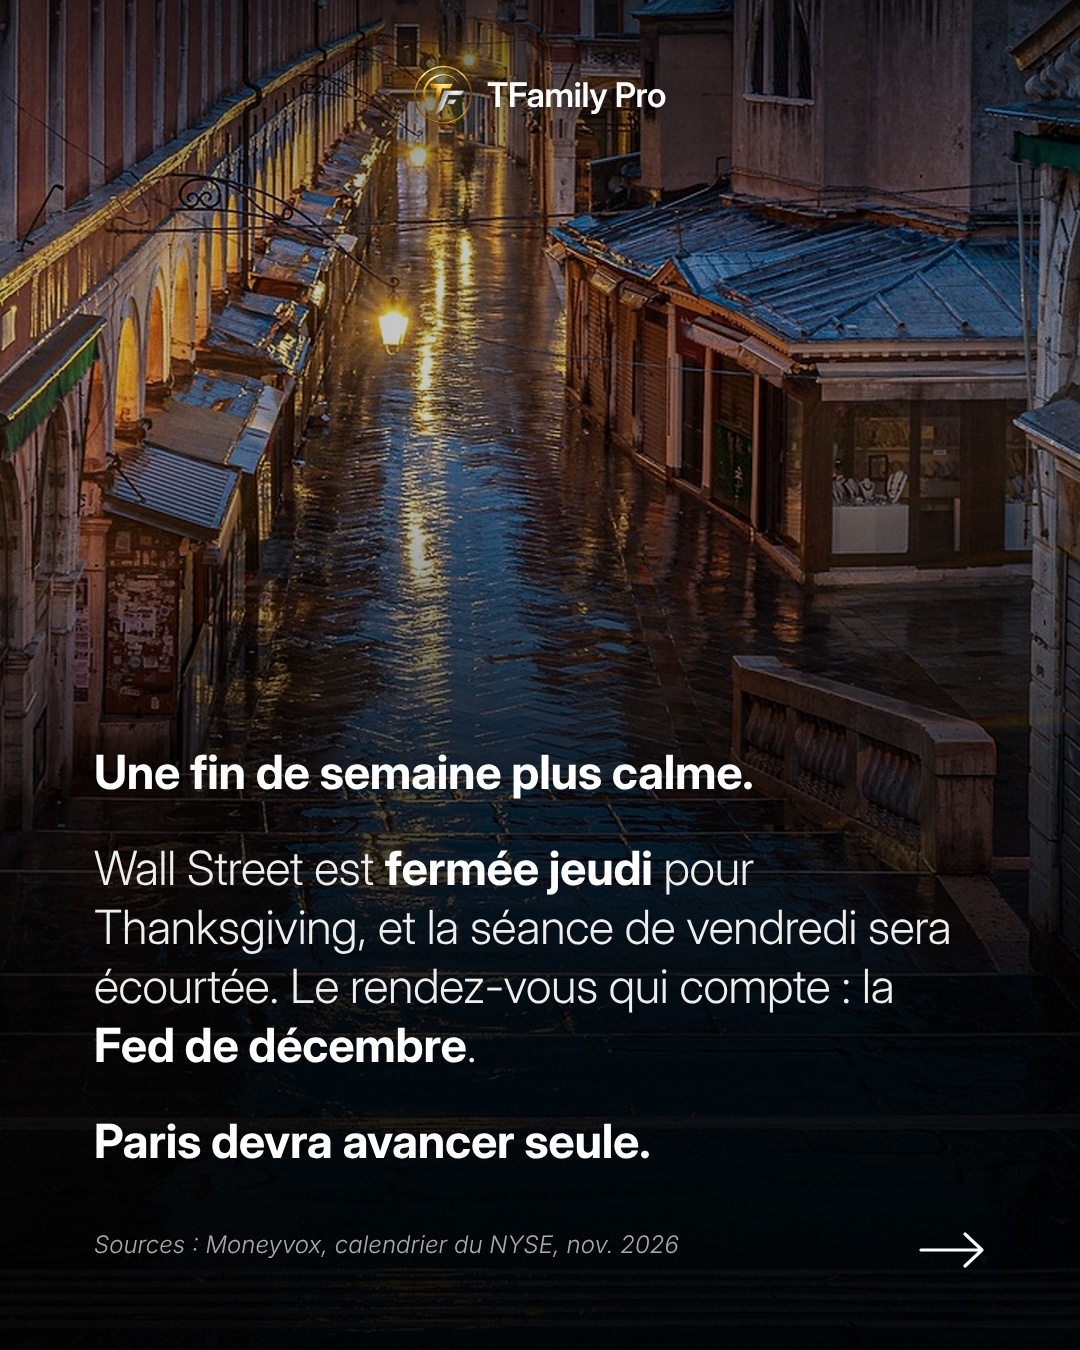 TFamily Pro
Une fin de semaine plus calme.
Wall Street est fermée jeudi pour
Thanksgiving, et la séance de vendredi sera
écourtée. Le rendez-vous qui compte : la
Fed de décembre.
Paris devra avancer seule.
Sources : Moneyvox, calendrier du NYSE, nov. 2026